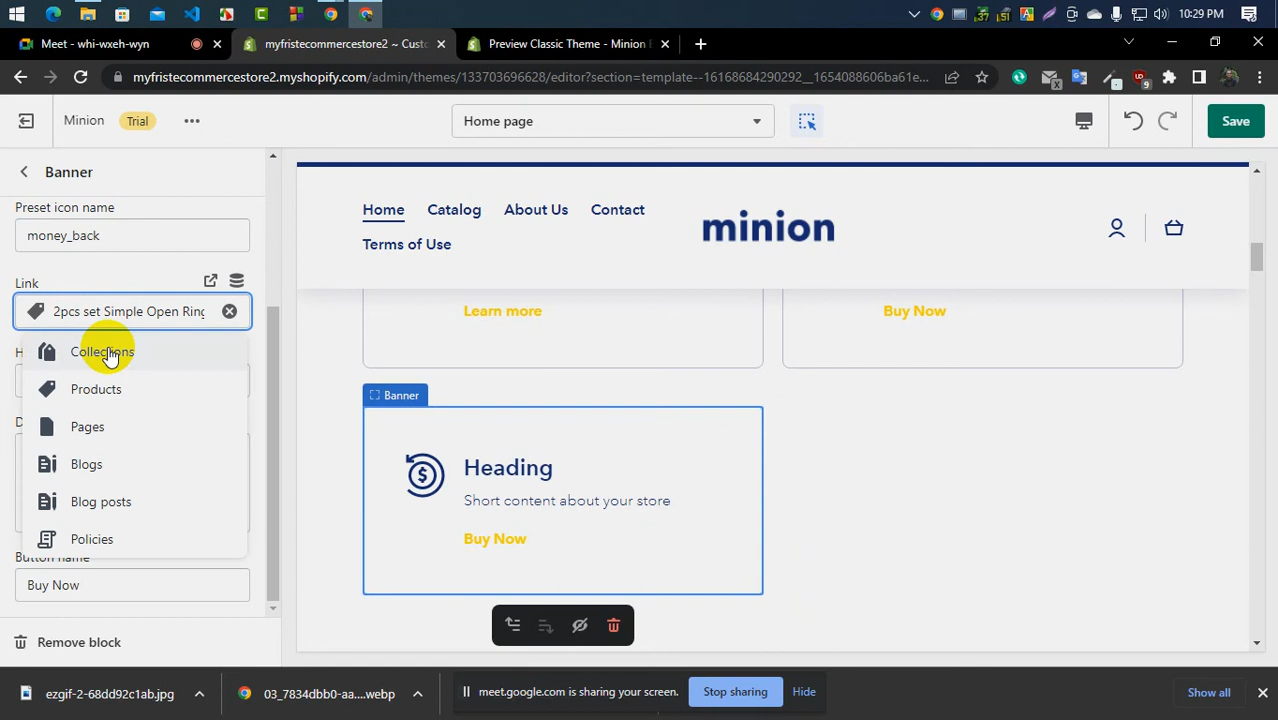 10:29 PM
Meet - whi-wxeh-wyn
myfristecommercestore2 ~ Custo
Preview Classic Theme - Minion E
myfristecommercestore2.myshopify.com/admin/themes/133703696628/editor?section=template--16168684290292__1654088606ba61e...
Minion
Trial
Home page
Save
Banner
Preset icon name
money_back
Link
2pcs set Simple Open Ring
Collections
Products
Pages
Blogs
Blog posts
Policies
Button name
Buy Now
Remove block
Home
Catalog
About Us
Contact
Terms of Use
minion
Learn more
Buy Now
Banner
Heading
Short content about your store
Buy Now
ezgif-2-68dd92c1ab.jpg
03_7834dbb0-aa....webp
meet.google.com is sharing your screen.
Stop sharing
Hide
Show all